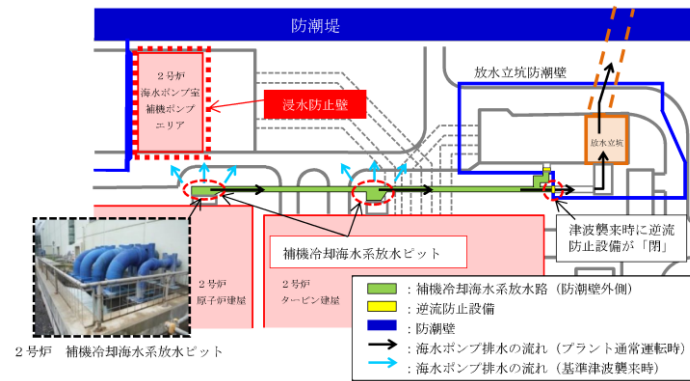 防潮堤
２号炉
海水ポンプ室
補機ポンプ
エリア
浸水防止壁
放水立坑防潮壁
放水立坑
津波襲来時に逆流
防止設備が「閉」
補機冷却海水系放水ピット
２号炉
原子炉建屋
２号炉
タービン建屋
２号炉　補機冷却海水系放水ピット
：補機冷却海水系放水路（防潮壁外側）
：逆流防止設備
：防潮壁
：海水ポンプ排水の流れ（プラント通常運転時）
：海水ポンプ排水の流れ（基準津波襲来時）